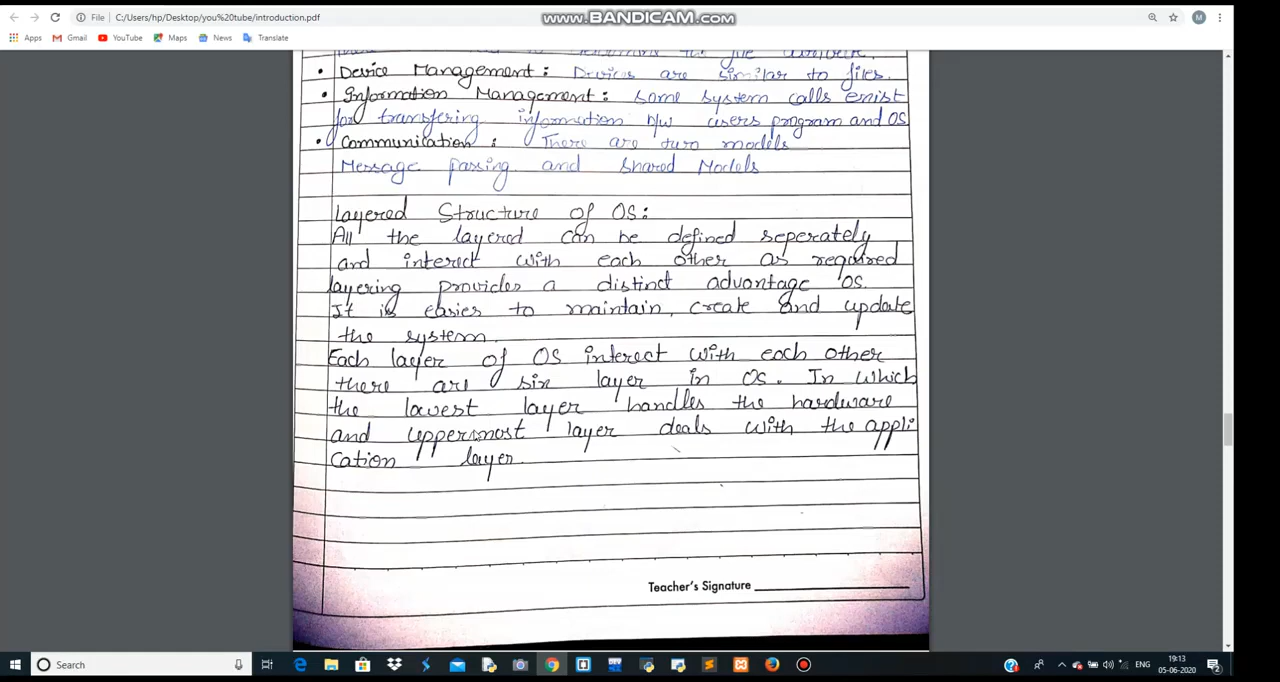 www.BANDICAM.com
File | C:/Users/hp/Desktop/you%20tube/introduction.pdf
M
Apps Gmail YouTube Maps News Translate
the file
• Device Management: Devices are similar to files.
• Information Management: Some system calls exist
for transfering information b/w users program and OS
• Communication: There are two models
Message passing and shared Models
Layered Structure of OS:
All the layered can be defined seperately
and interect with each other as required
layering provides a distinct advantage OS.
It is easies to maintain, create and update
the system.
Each layer of OS interect with each other
there are six layer in OS. In which
the lowest layer handles the hardware
and uppermost layer deals with the appli
cation layer.
Teacher's Signature
Search
ENG
19:13
05-06-2020
2